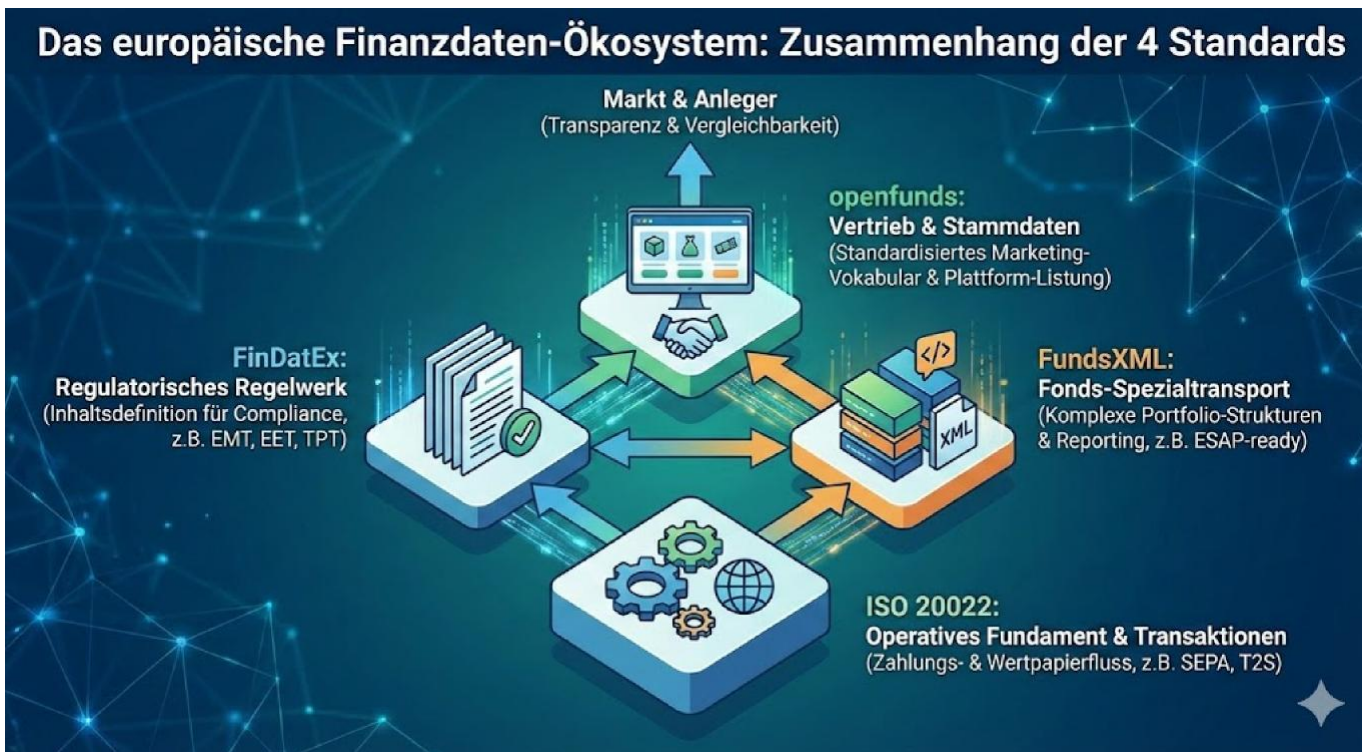 Das europäische Finanzdaten-Ökosystem: Zusammenhang der 4 Standards
Markt & Anleger
(Transparenz & Vergleichbarkeit)
openfunds:
Vertrieb & Stammdaten
(Standardisiertes Marketing-
Vokabular & Plattform-Listung)
FinDatEx:
Regulatorisches Regelwerk
(Inhaltsdefinition für Compliance,
z.B. EMT, EET, TPT)
</>
XML
FundsXML:
Fonds-Spezialtransport
(Komplexe Portfolio-Strukturen
& Reporting, z.B. ESAP-ready)
ISO 20022:
Operatives Fundament & Transaktionen
(Zahlungs- & Wertpapierfluss, z.B. SEPA, T2S)